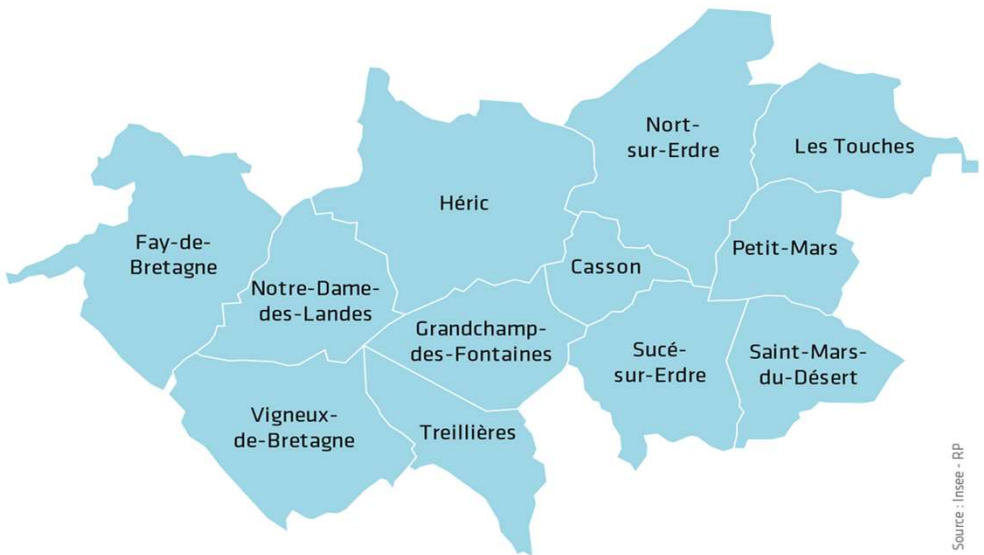 Nort-
sur-Erdre
Les Touches
Héric
Fay-de-
Bretagne
Petit-Mars
Casson
Notre-Dame-
des-Landes
Grandchamp-
des-Fontaines
Sucé-
sur-Erdre
Saint-Mars-
du-Désert
Vigneux-
de-Bretagne
Treillières
Source : Insee - RP